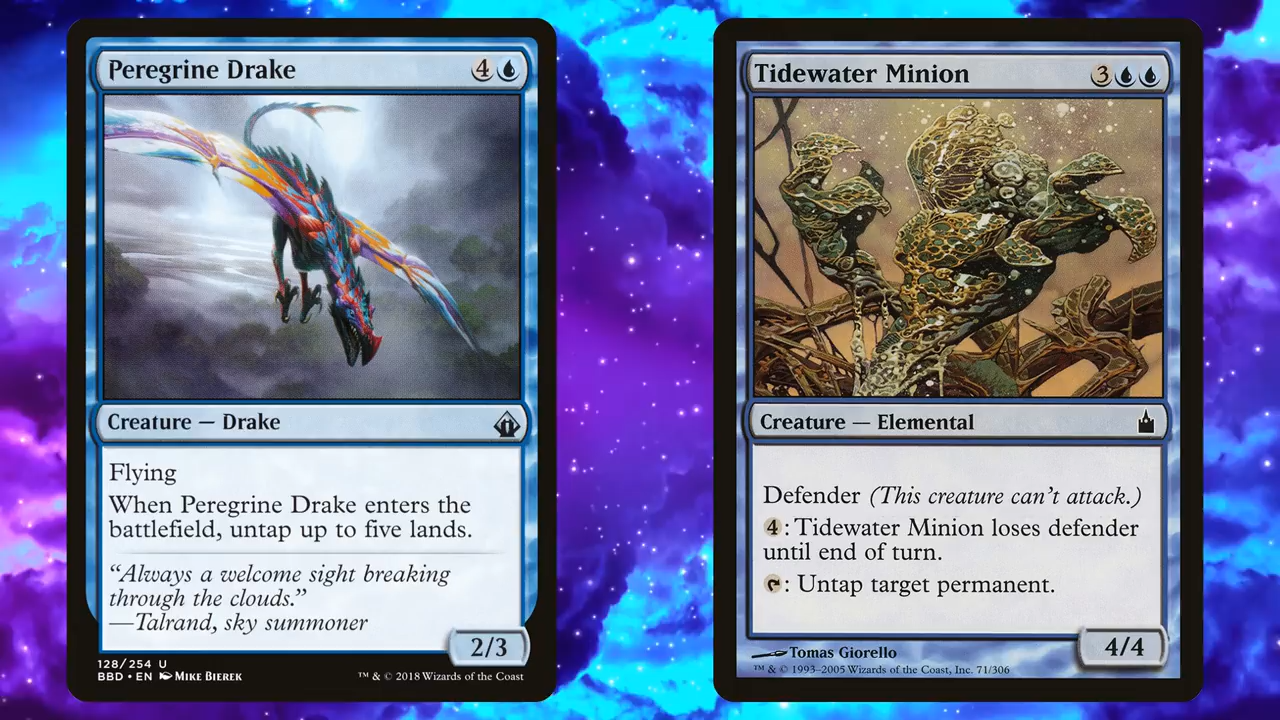 Peregrine Drake 4
Creature — Drake
Flying
When Peregrine Drake enters the
battlefield, untap up to five lands.
“Always a welcome sight breaking
through the clouds.”
—Talrand, sky summoner
2/3
128/254 U
BBD • EN Mike Bierek
™ & © 2018 Wizards of the Coast
Tidewater Minion 3
Creature — Elemental
Defender (This creature can't attack.)
4: Tidewater Minion loses defender
until end of turn.
: Untap target permanent.
4/4
Tomas Giorello
™ & © 1993–2005 Wizards of the Coast, Inc. 71/306